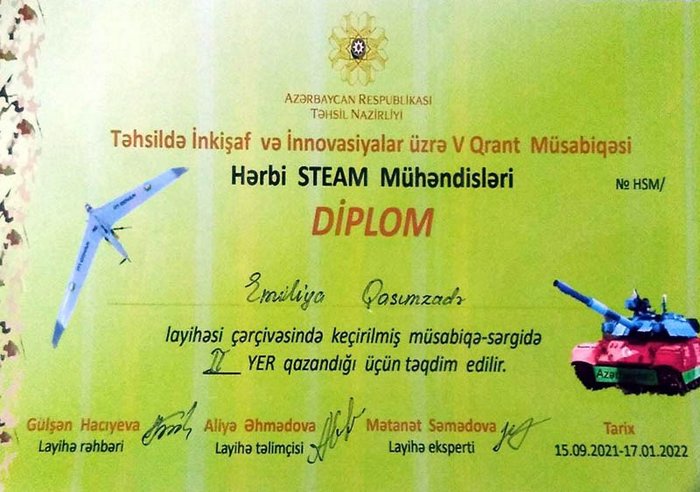 AZƏRBAYCAN RESPUBLİKASI
TƏHSİL NAZİRLİYİ
Təhsildə İnkişaf və İnnovasiyalar üzrə V Qrant Müsabiqəsi
Hərbi STEAM Mühəndisləri
№ HSM/
DİPLOM
Emiliya Qasımzadə
layihəsi çərçivəsində keçirilmiş müsabiqə-sərgidə
II YER qazandığı üçün təqdim edilir.
Gülşən Hacıyeva Aliyə Əhmədova Mətanət Səmədova Tarix
Layihə rəhbəri Layihə təlimçisi Layihə eksperti 15.09.2021-17.01.2022